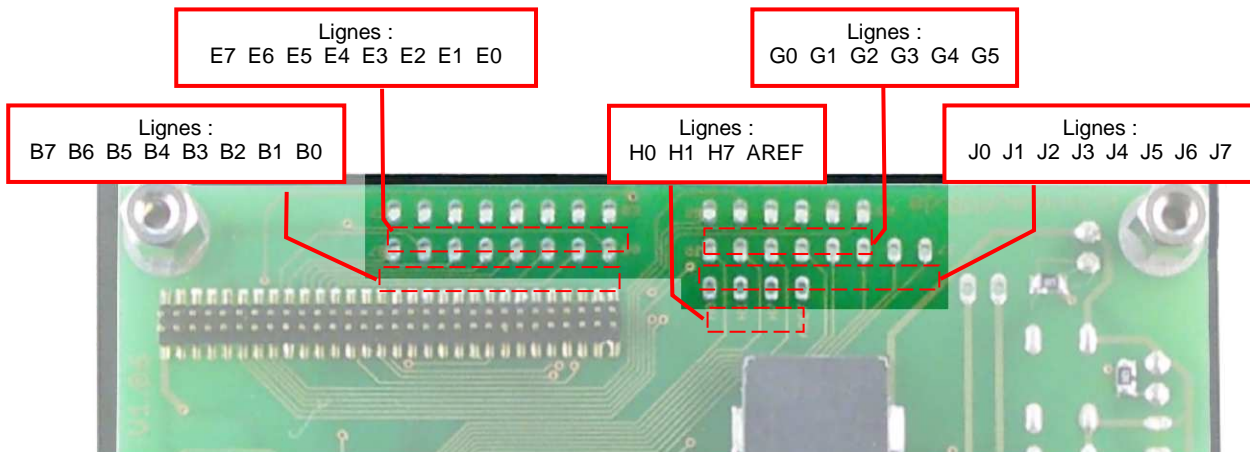 Lignes :
E7 E6 E5 E4 E3 E2 E1 E0
Lignes :
G0 G1 G2 G3 G4 G5
Lignes :
B7 B6 B5 B4 B3 B2 B1 B0
Lignes :
H0 H1 H7 AREF
Lignes :
J0 J1 J2 J3 J4 J5 J6 J7
V1.64